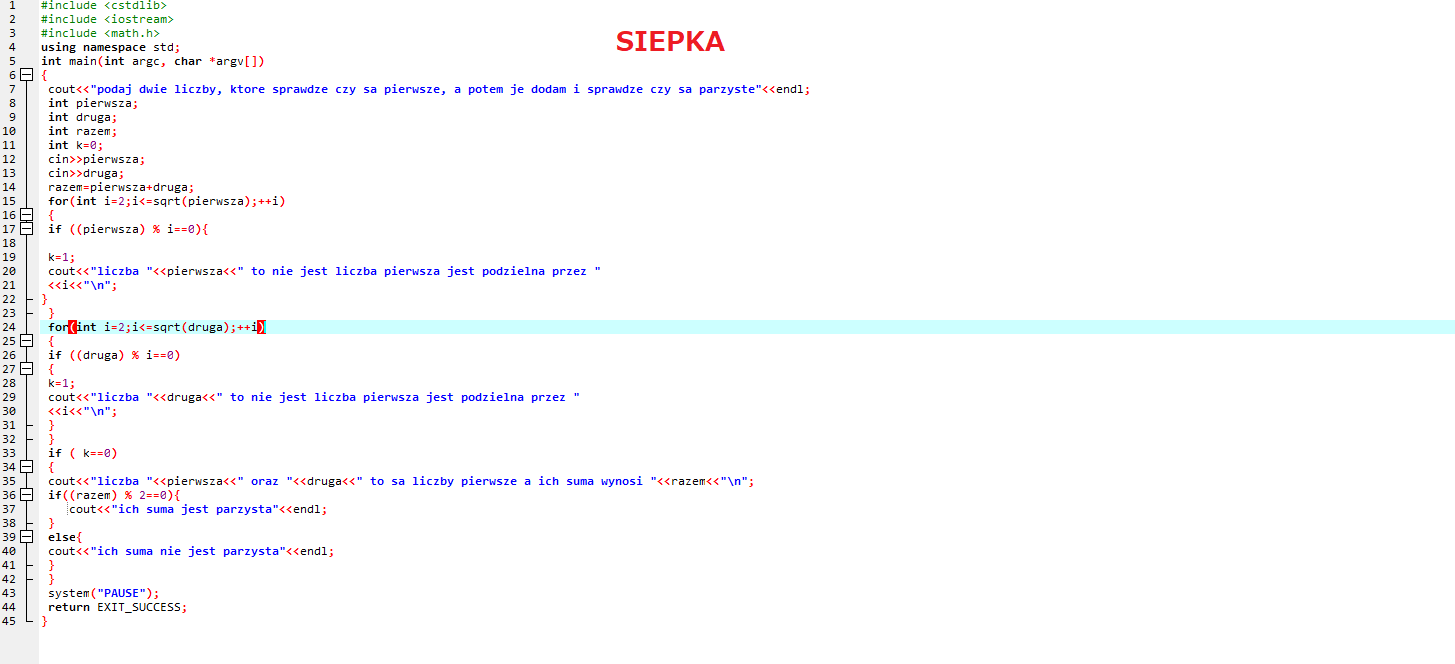 1 #include <cstdlib>
2 #include <iostream>
3 #include <math.h>
SIEPKA
4 using namespace std;
5 int main(int argc, char *argv[])
6 {
7 cout<<"podaj dwie liczby, ktore sprawdze czy sa pierwsze, a potem je dodam i sprawdze czy sa parzyste"<<endl;
8 int pierwsza;
9 int druga;
10 int razem;
11 int k=0;
12 cin>>pierwsza;
13 cin>>druga;
14 razem=pierwsza+druga;
15 for(int i=2;i<=sqrt(pierwsza);++i)
16 {
17 if ((pierwsza) % i==0){
18
19 k=1;
20 cout<<"liczba "<<pierwsza<<" to nie jest liczba pierwsza jest podzielna przez "
21 <<i<<"\n";
22 }
23 }
24 for(int i=2;i<=sqrt(druga);++i)
25 {
26 if ((druga) % i==0)
27 {
28 k=1;
29 cout<<"liczba "<<druga<<" to nie jest liczba pierwsza jest podzielna przez "
30 <<i<<"\n";
31 }
32 }
33 if ( k==0)
34 {
35 cout<<"liczba "<<pierwsza<<" oraz "<<druga<<" to sa liczby pierwsze a ich suma wynosi "<<razem<<"\n";
36 if((razem) % 2==0){
37 cout<<"ich suma jest parzysta"<<endl;
38 }
39 else{
40 cout<<"ich suma nie jest parzysta"<<endl;
41 }
42 }
43 system("PAUSE");
44 return EXIT_SUCCESS;
45 }